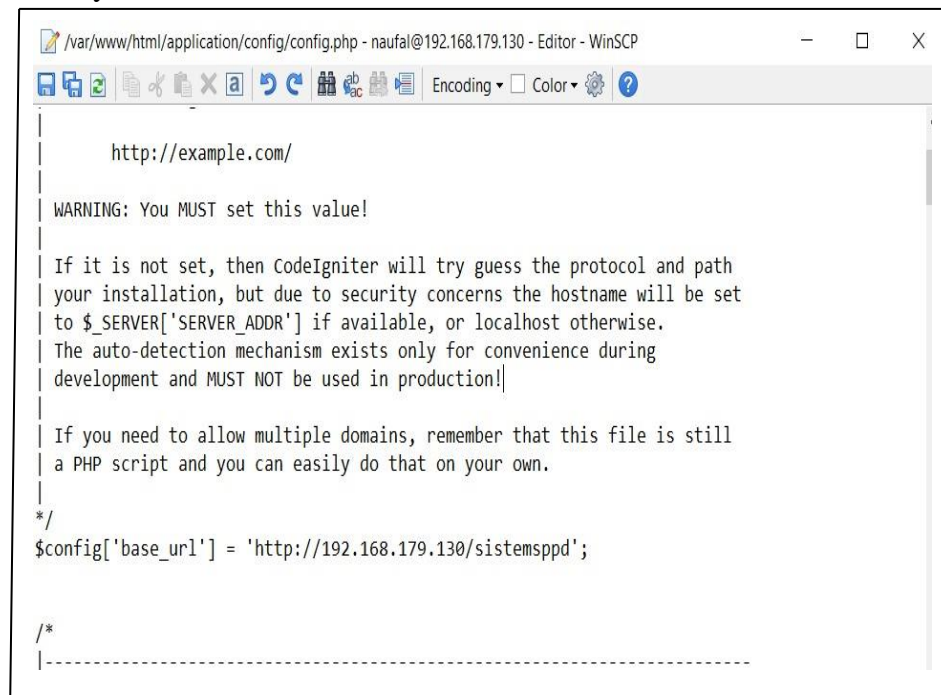 /var/www/html/application/config/config.php - naufal@192.168.179.130 - Editor - WinSCP
Encoding Color
|
| http://example.com/
|
| WARNING: You MUST set this value!
|
| If it is not set, then CodeIgniter will try guess the protocol and path
| your installation, but due to security concerns the hostname will be set
| to $_SERVER['SERVER_ADDR'] if available, or localhost otherwise.
| The auto-detection mechanism exists only for convenience during
| development and MUST NOT be used in production!
|
| If you need to allow multiple domains, remember that this file is still
| a PHP script and you can easily do that on your own.
|
*/
$config['base_url'] = 'http://192.168.179.130/sistemsppd';
/*
|--------------------------------------------------------------------------